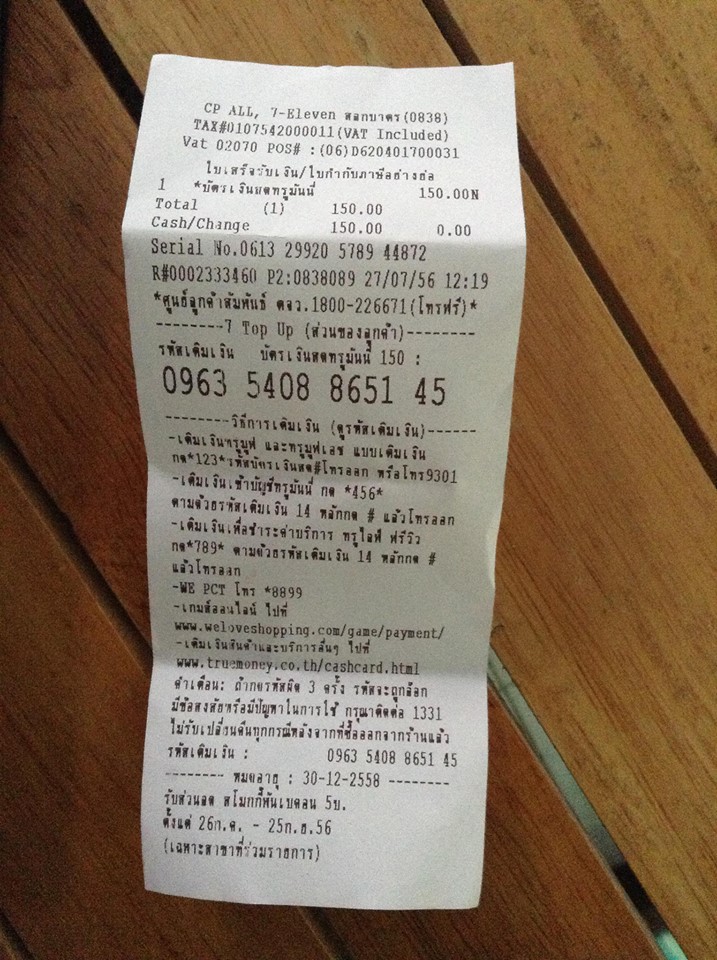 CP ALL, 7-Eleven สลกบาตร(0838)
TAX#0107542000011(VAT Included)
Vat 02070 POS# :(06)D620401700031
ใบเสร็จรับเงิน/ใบกำกับภาษีอย่างย่อ
1 *บัตรเงินสดทรูมันนี่ 150.00N
Total (1) 150.00
Cash/Change 150.00 0.00
Serial No.0613 29920 5789 44872
R#0002333460 P2:0838089 27/07/56 12:19
*ศูนย์ลูกค้าสัมพันธ์ ตจว.1800-226671(โทรฟรี)*
--------7 Top Up (ส่วนของลูกค้า)--------
รหัสเติมเงิน บัตรเงินสดทรูมันนี่ 150 :
0963 5408 8651 45
--------วิธีการเติมเงิน (ดูรหัสเติมเงิน)------
-เติมเงินทรูมูฟ และทรูมูฟเอช แบบเติมเงิน
กด*123*รหัสบัตรเงินสด#โทรออก หรือโทร9301
-เติมเงินเข้าบัญชีทรูมันนี่ กด *456*
ตามด้วยรหัสเติมเงิน 14 หลักกด # แล้วโทรออก
-เติมเงินเพื่อชำระค่าบริการ ทรูไลฟ์ ฟรีวิว
กด*789* ตามด้วยรหัสเติมเงิน 14 หลักกด #
แล้วโทรออก
-WE PCT โทร *8899
-เกมส์ออนไลน์ ไปที่
www.weloveshopping.com/game/payment/
-เติมเงินสินค้าและบริการอื่นๆ ไปที่
www.truemoney.co.th/cashcard.html
คำเตือน: ถ้ากดรหัสผิด 3 ครั้ง รหัสจะถูกล็อก
มีข้อสงสัยหรือมีปัญหาในการใช้ กรุณาติดต่อ 1331
ไม่รับเปลี่ยนคืนทุกกรณีหลังจากที่ซื้อออกจากร้านแล้ว
รหัสเติมเงิน : 0963 5408 8651 45
-------- หมดอายุ : 30-12-2558 --------
รับส่วนลด สโมกกี้พันเบคอน 5บ.
ตั้งแต่ 26ก.ค. - 25ก.ย.56
(เฉพาะสาขาที่ร่วมรายการ)